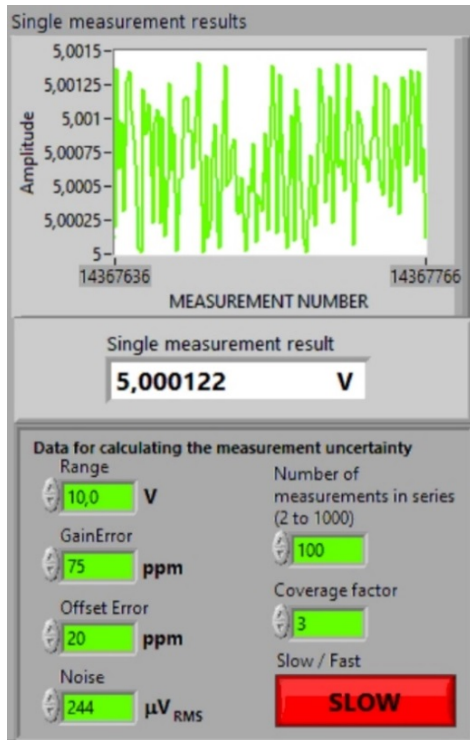 Single measurement results
5,0015
5,00125
5,001
5,00075
5,0005
5,00025
5
Amplitude
14367636
14367766
MEASUREMENT NUMBER
Single measurement result
5,000122 V
Data for calculating the measurement uncertainty
Range
10,0 V
GainError
75 ppm
Offset Error
20 ppm
Noise
244 μV RMS
Number of
measurements in series
(2 to 1000)
100
Coverage factor
3
Slow / Fast
SLOW